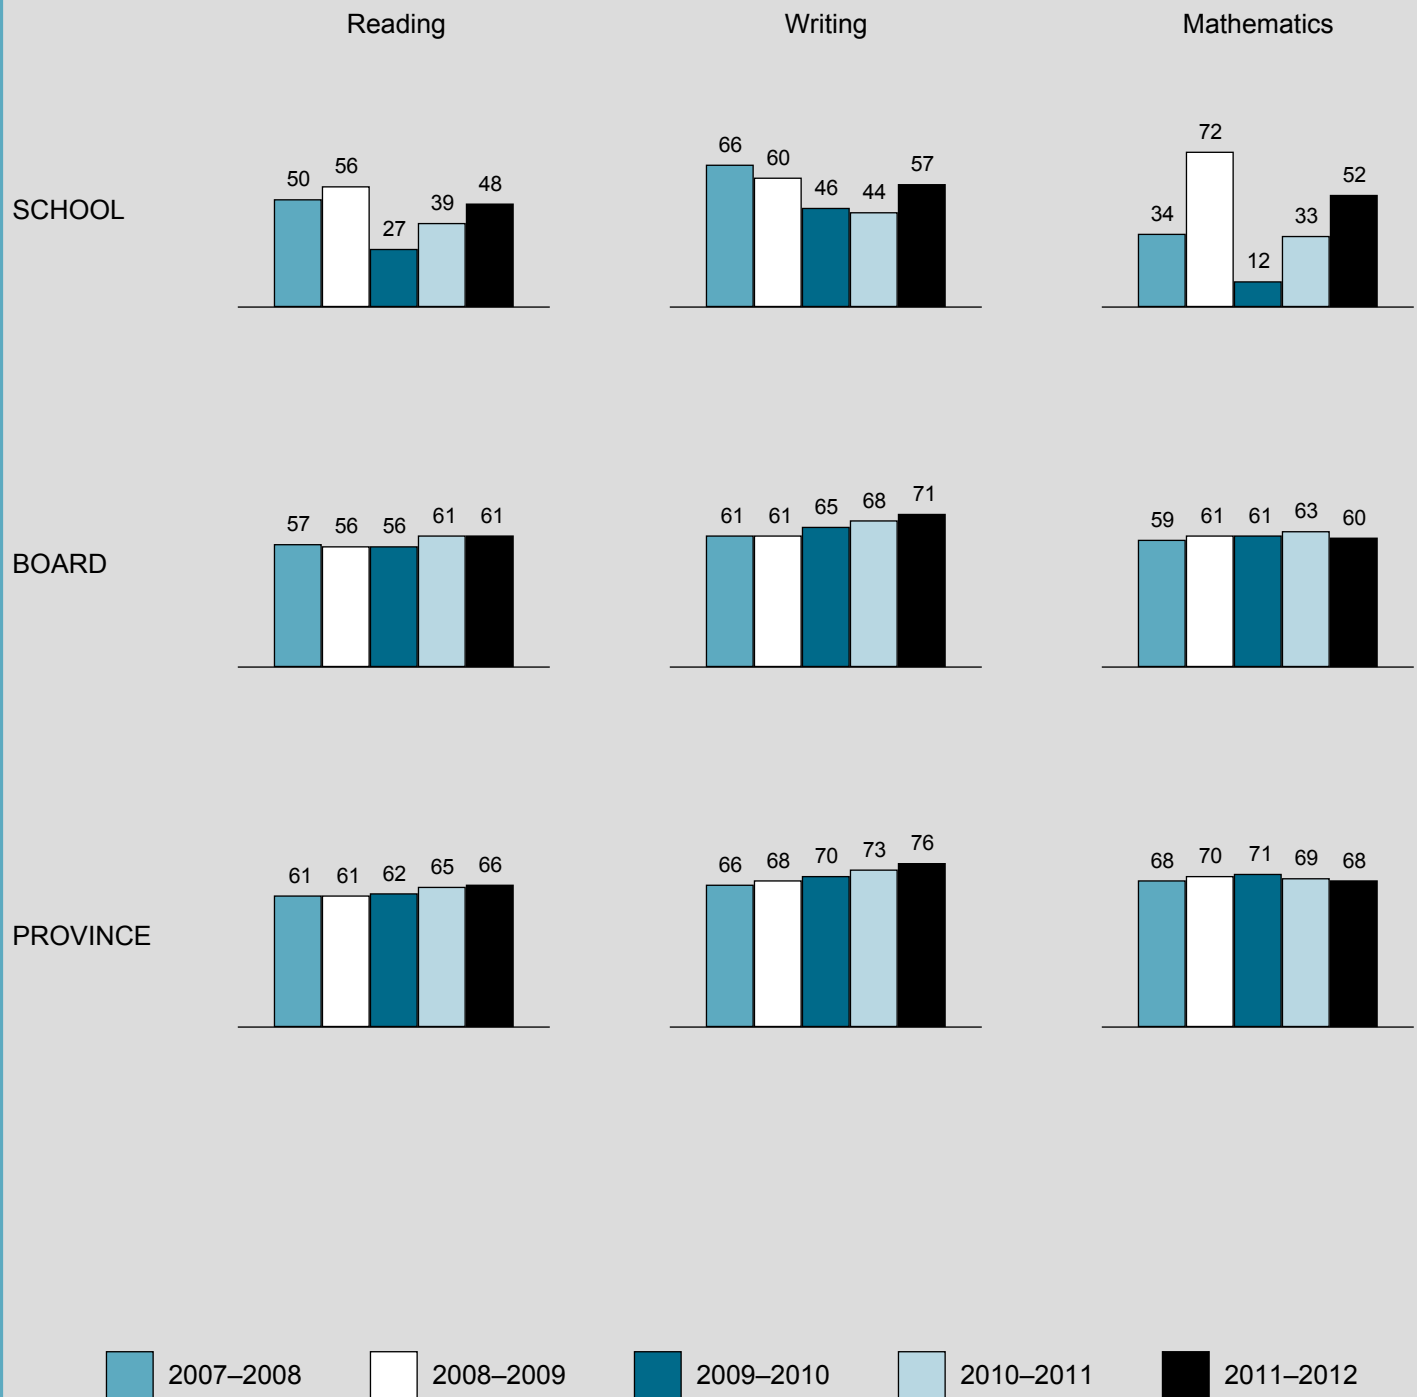 Reading Writing Mathematics
SCHOOL
50 56 27 39 48
66 60 46 44 57
34 72 12 33 52
BOARD
57 56 56 61 61
61 61 65 68 71
59 61 61 63 60
PROVINCE
61 61 62 65 66
66 68 70 73 76
68 70 71 69 68
2007–2008 2008–2009 2009–2010 2010–2011 2011–2012